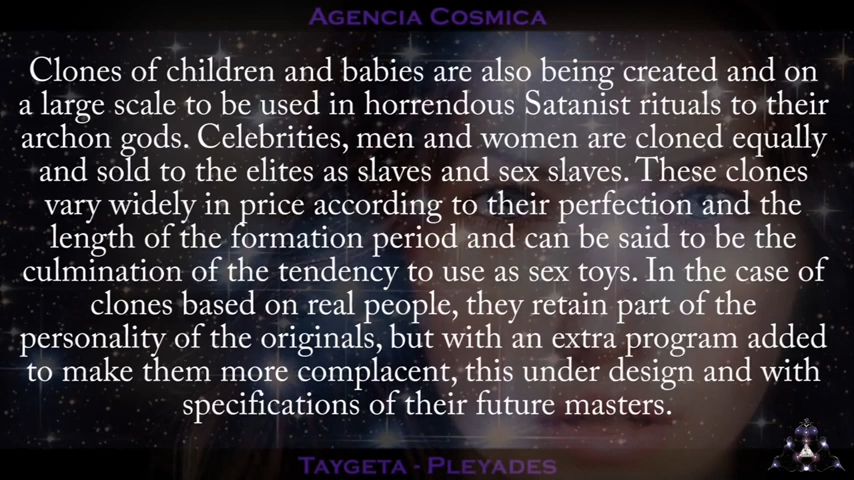 AGENCIA COSMICA
Clones of children and babies are also being created and on
a large scale to be used in horrendous Satanist rituals to their
archon gods. Celebrities, men and women are cloned equally
and sold to the elites as slaves and sex slaves. These clones
vary widely in price according to their perfection and the
length of the formation period and can be said to be the
culmination of the tendency to use as sex toys. In the case of
clones based on real people, they retain part of the
personality of the originals, but with an extra program added
to make them more complacent, this under design and with
specifications of their future masters.
TAYGETA - PLEYADES